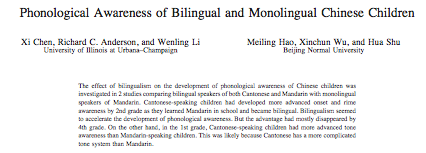 Phonological Awareness of Bilingual and Monolingual Chinese Children
Xi Chen, Richard C. Anderson, and Wenling Li
University of Illinois at Urbana–Champaign
Meiling Hao, Xinchun Wu, and Hua Shu
Beijing Normal University
The effect of bilingualism on the development of phonological awareness of Chinese children was
investigated in 2 studies comparing bilingual speakers of both Cantonese and Mandarin with monolingual
speakers of Mandarin. Cantonese-speaking children had developed more advanced onset and rime
awareness by 2nd grade as they learned Mandarin in school and became bilingual. Bilingualism seemed
to accelerate the development of phonological awareness. But the advantage had mostly disappeared by
4th grade. On the other hand, in the 1st grade, Cantonese-speaking children had more advanced tone
awareness than Mandarin-speaking children. This was likely because Cantonese has a more complicated
tone system than Mandarin.